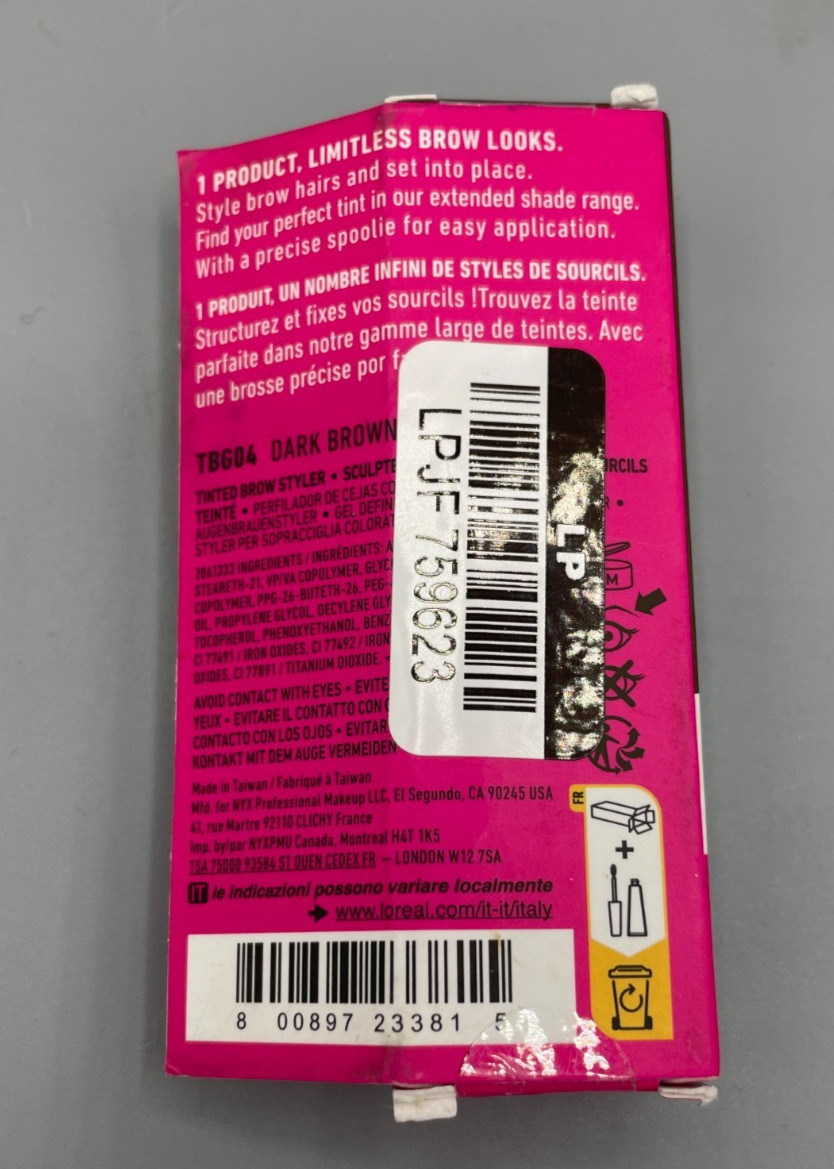 1 PRODUCT, LIMITLESS BROW LOOKS.
Style brow hairs and set into place.
Find your perfect tint in our extended shade range.
With a precise spoolie for easy application.
1 PRODUIT, UN NOMBRE INFINI DE STYLES DE SOURCILS.
Structurez et fixes vos sourcils !Trouvez la teinte
parfaite dans notre gamme large de teintes. Avec
une brosse précise por f
TBG04 DARK BROWN
TINTED BROW STYLER • SCULPTE
URCILS
TEINTÉ • PERFILADOR DE CEJAS CO
R •
AUGENBRAUENSTYLER • GEL DEFIN
STYLER PER SOPRACCIGLIA COLORAT
2061333 INGREDIENTS / INGRÉDIENTS: A
STEARETH-21, VP/VA COPOLYMER, GLYC
COPOLYMER, PPG-26-BUTETH-26, PEG-
OIL, PROPYLENE GLYCOL, DECYLENE GLY
TOCOPHEROL, PHENOXYETHANOL, BENZ
CI 77491 / IRON OXIDES, CI 77492 / IRON
OXIDES, CI 77891 / TITANIUM DIOXIDE.
M
AVOID CONTACT WITH EYES • EVITE
YEUX • EVITARE IL CONTATTO CON G
CONTACTO CON LOS OJOS • EVITAR
KONTAKT MIT DEM AUGE VERMEIDEN
LPJF759623
LP
Made in Taiwan / Fabriqué à Taiwan
Mfd. for NYX Professional Makeup LLC, El Segundo, CA 90245 USA
41, rue Martre 92110 CLICHY France
Imp. by/par NYXPMU Canada, Montreal H4T 1K5
TSA 75000 93584 ST OUEN CEDEX FR – LONDON W12 7SA
IT le indicazioni possono variare localmente
www.loreal.com/it-it/italy
FR
+
8 00897 23381 5